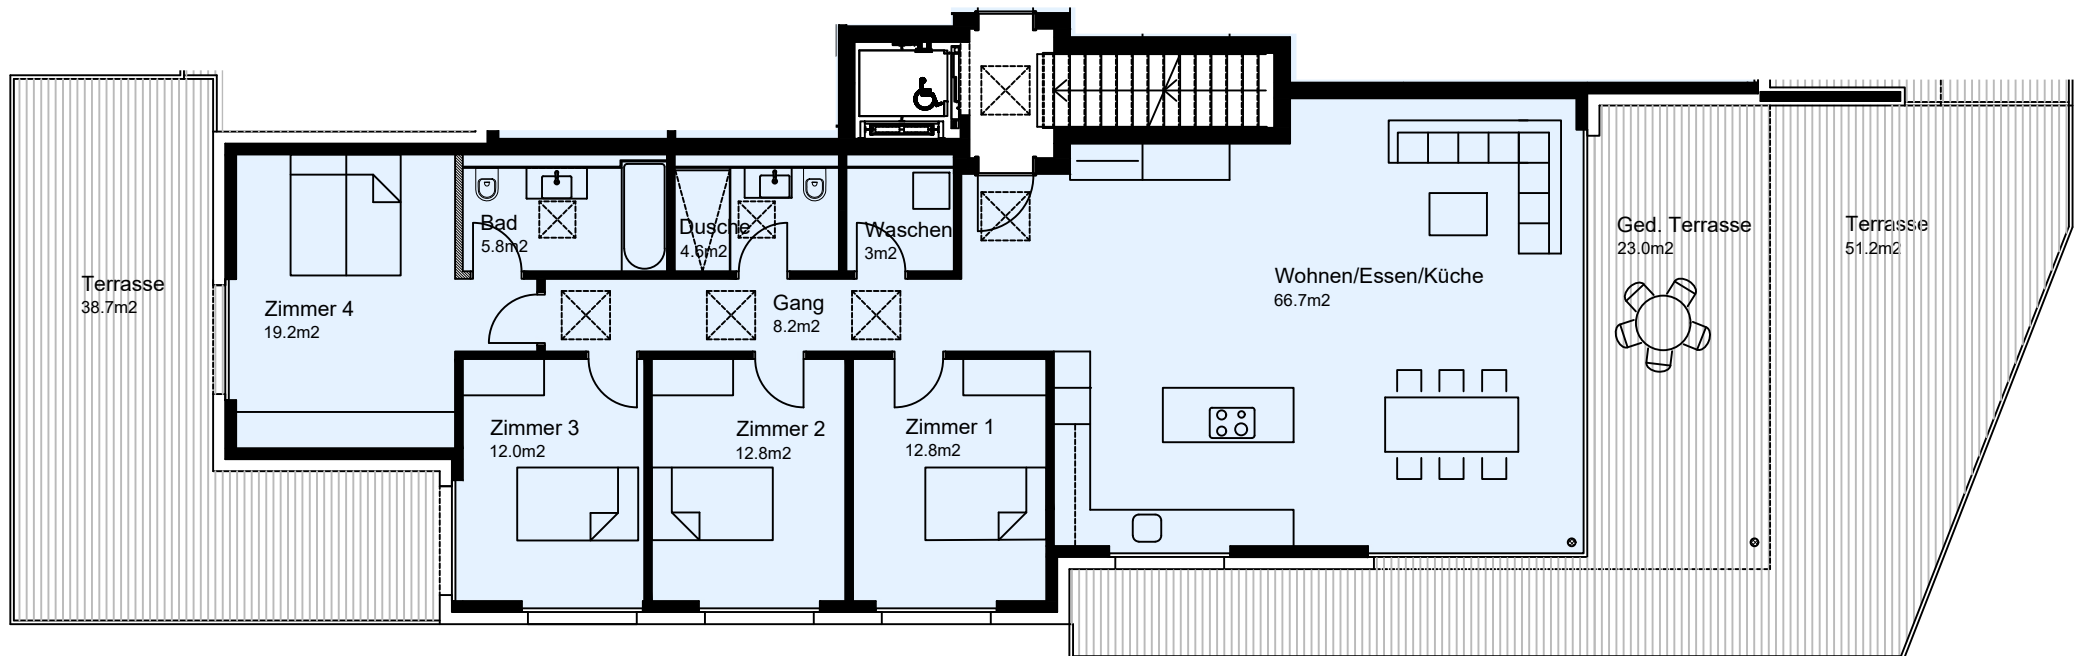 Terrasse
38.7m2
Zimmer 4
19.2m2
Bad
5.8m2
Dusche
4.6m2
Waschen
3m2
Gang
8.2m2
Zimmer 3
12.0m2
Zimmer 2
12.8m2
Zimmer 1
12.8m2
Wohnen/Essen/Küche
66.7m2
Ged. Terrasse
23.0m2
Terrasse
51.2m2